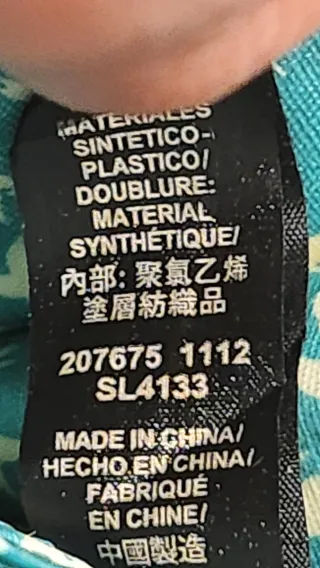 MATERIALES
SINTETICO-
PLASTICO/
DOUBLURE:
MATERIAL
SYNTHÉTIQUE/
內部: 聚氯乙烯
塗層紡織品
207675 1112
SL4133
MADE IN CHINA/
HECHO EN CHINA/
FABRIQUÉ
EN CHINE/
中國製造